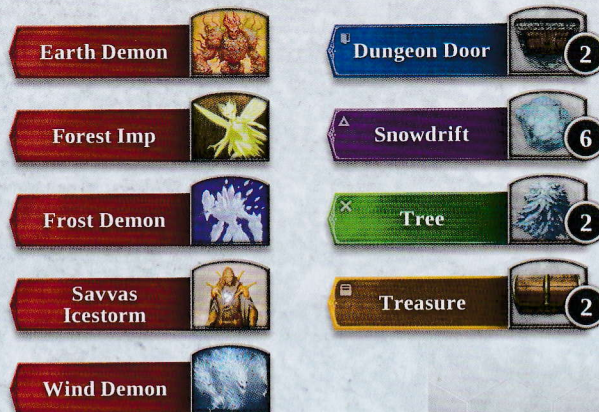 Earth Demon
Forest Imp
Frost Demon
Savvas
Icestorm
Wind Demon
Dungeon Door 2
Snowdrift 6
Tree 2
Treasure 2